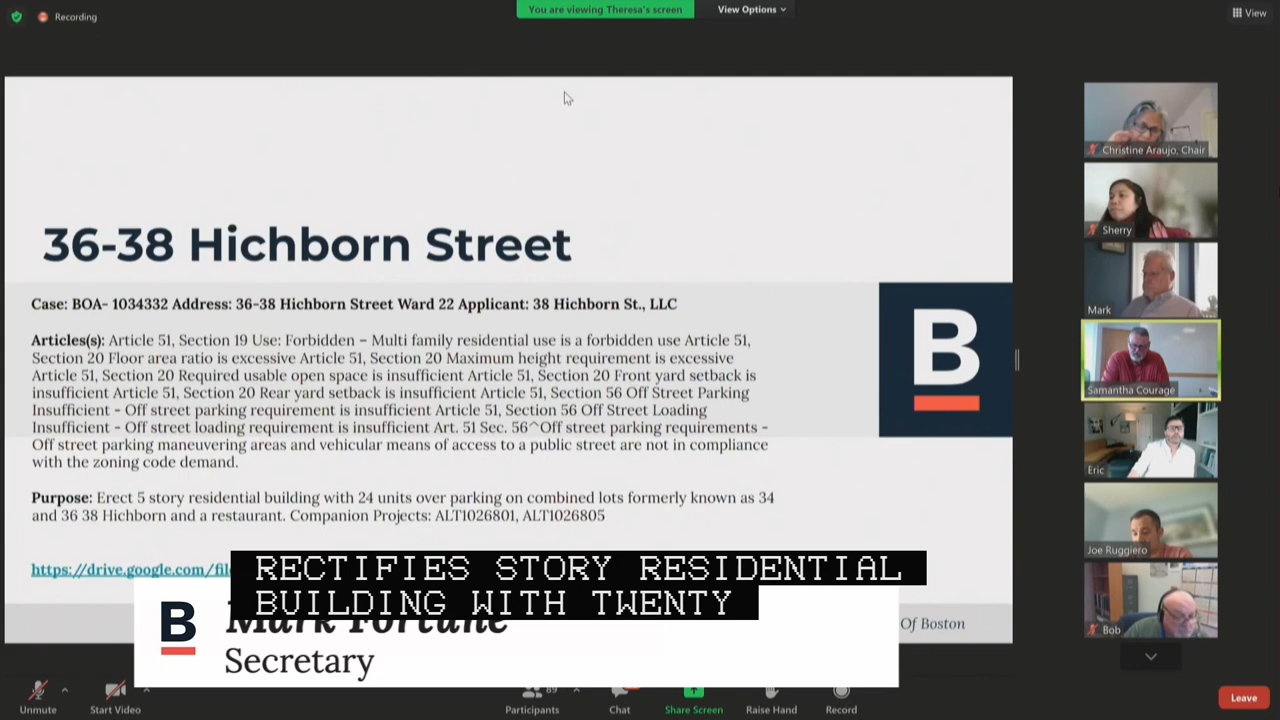 Recording
You are viewing Theresa's screen
View Options
View
36-38 Hichborn Street
Case: BOA- 1034332 Address: 36-38 Hichborn Street Ward 22 Applicant: 38 Hichborn St., LLC
Articles(s): Article 51, Section 19 Use: Forbidden – Multi family residential use is a forbidden use Article 51,
Section 20 Floor area ratio is excessive Article 51, Section 20 Maximum height requirement is excessive
Article 51, Section 20 Required usable open space is insufficient Article 51, Section 20 Front yard setback is
insufficient Article 51, Section 20 Rear yard setback is insufficient Article 51, Section 56 Off Street Parking
Insufficient - Off street parking requirement is insufficient Article 51, Section 56 Off Street Loading
Insufficient - Off street loading requirement is insufficient Art. 51 Sec. 56^Off street parking requirements -
Off street parking maneuvering areas and vehicular means of access to a public street are not in compliance
with the zoning code demand.
Purpose: Erect 5 story residential building with 24 units over parking on combined lots formerly known as 34
and 36 38 Hichborn and a restaurant. Companion Projects: ALT1026801, ALT1026805
https://drive.google.com/fil
B
RECTIFIES STORY RESIDENTIAL
BUILDING WITH TWENTY
B
Mark Fortune
Secretary
Of Boston
Christine Araujo, Chair
Sherry
Mark
Samantha Courage
Eric
Joe Ruggiero
Bob
Unmute
Start Video
89
Participants
Chat
Share Screen
Raise Hand
Record
Leave